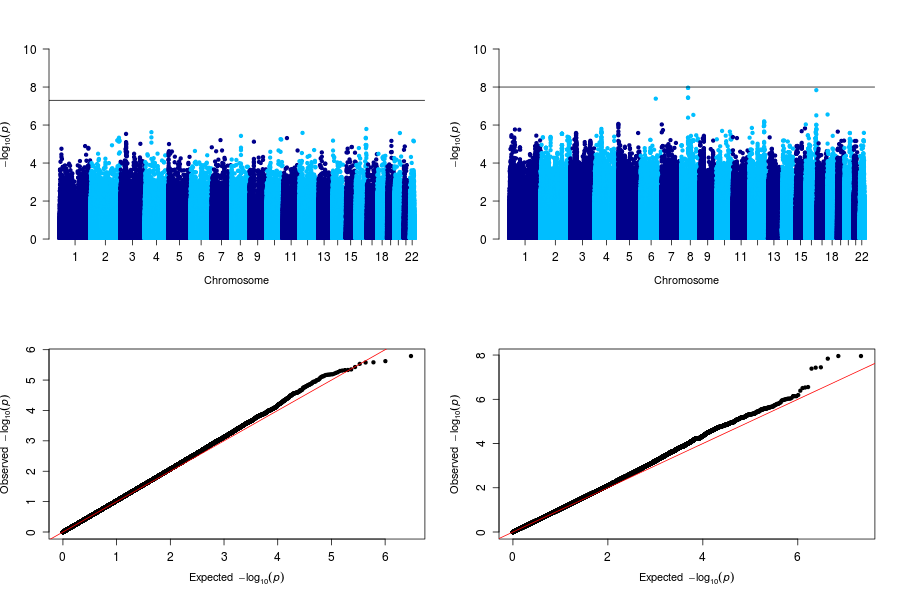 10 10
8 8
6 6
4 4
2 2
0 0
−log10(p) −log10(p)
1 2 3 4 5 6 7 8 9 11 13 15 18 22 1 2 3 4 5 6 7 8 9 11 13 15 18 22
Chromosome Chromosome
6 8
5 6
4 4
3 2
2 0
1
0
Observed −log10(p) Observed −log10(p)
0 1 2 3 4 5 6 0 2 4 6
Expected −log10(p) Expected −log10(p)